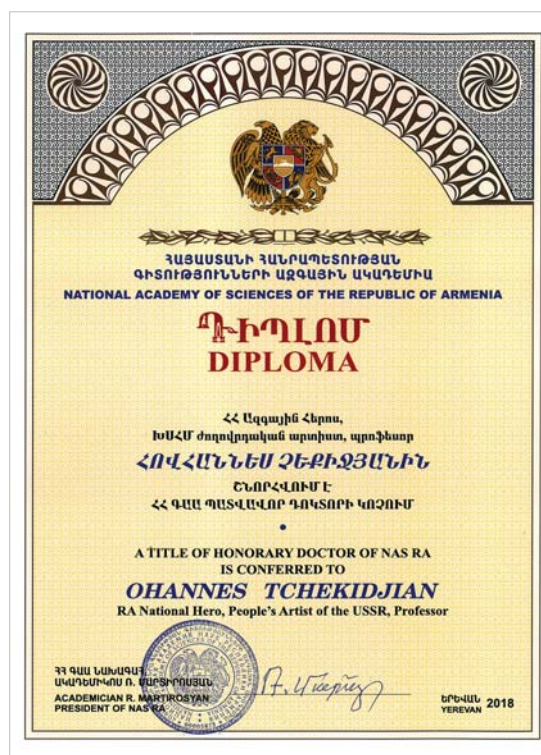 ՀԱՅԱՍՏԱՆԻ ՀԱՆՐԱՊԵՏՈՒԹՅԱՆ
ԳԻՏՈՒԹՅՈՒՆՆԵՐԻ ԱԶԳԱՅԻՆ ԱԿԱԴԵՄԻԱ
NATIONAL ACADEMY OF SCIENCES OF THE REPUBLIC OF ARMENIA
ԴԻՊԼՈՄ
DIPLOMA
ՀՀ Ազգային Հերոս,
ԽՍՀՄ ժողովրդական արտիստ, պրոֆեսոր
ՀՈՎՀԱՆՆԵՍ ՉԵՔԻՋՅԱՆԻՆ
ՇՆՈՐՀՎՈՒՄ Է
ՀՀ ԳԱԱ ՊԱՏՎԱՎՈՐ ԴՈԿՏՈՐԻ ԿՈՉՈՒՄ
A TITLE OF HONORARY DOCTOR OF NAS RA
IS CONFERRED TO
OHANNES TCHEKIDJIAN
RA National Hero, People's Artist of the USSR, Professor
ՀՀ ԳԱԱ ՆԱԽԱԳԱՀ,
ԱԿԱԴԵՄԻԿՈՍ Ռ. ՄԱՐՏԻՐՈՍՅԱՆ
ACADEMICIAN R. MARTIROSYAN
PRESIDENT OF NAS RA
ԵՐԵՎԱՆ
YEREVAN 2018